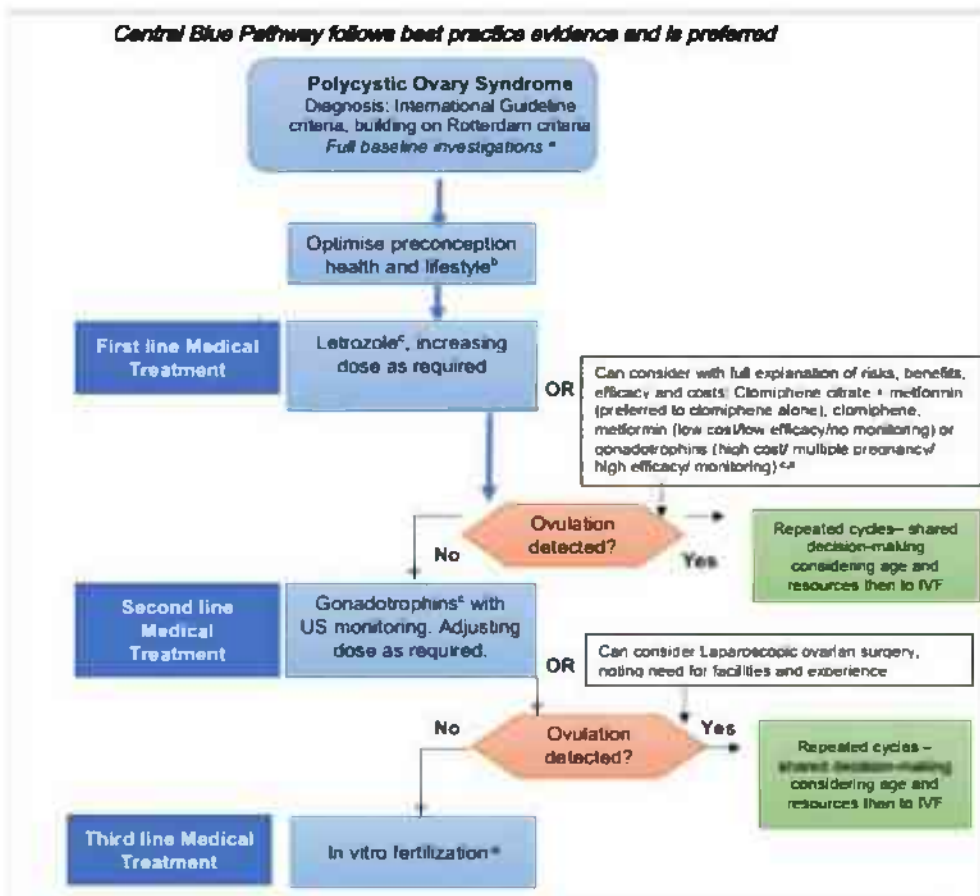 Central Blue Pathway follows best practice evidence and is preferred
Polycystic Ovary Syndrome
Diagnosis: International Guideline
criteria, building on Rotterdam criteria
Full baseline investigations
Optimise preconception
health and lifestyleᵇ
First line Medical
Treatment
Letrozoleᶜ, increasing
dose as required
OR
Can consider with full explanation of risks, benefits,
efficacy and costs: Clomiphene citrate + metformin
(preferred to clomiphene alone), clomiphene,
metformin (low cost/low efficacy/no monitoring) or
gonadotrophins (high cost/ multiple pregnancy/
high efficacy/ monitoring)
Ovulation
detected?
No
Yes
Repeated cycles– shared
decision-making
considering age and
resources then to IVF
Second line
Medical
Treatment
Gonadotrophinsᶜ with
US monitoring. Adjusting
dose as required.
OR
Can consider Laparoscopic ovarian surgery,
noting need for facilities and experience
No
Ovulation
detected?
Yes
Repeated cycles –
shared decision-making
considering age and
resources then to IVF
Third line Medical
Treatment
In vitro fertilization